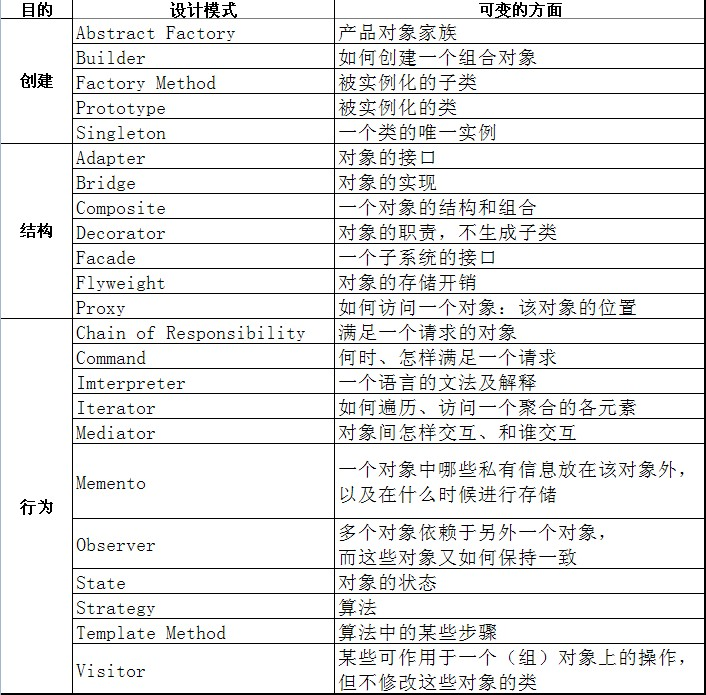 目的 设计模式 可变的方面
创建
Abstract Factory 产品对象家族
Builder 如何创建一个组合对象
Factory Method 被实例化的子类
Prototype 被实例化的类
Singleton 一个类的唯一实例
结构
Adapter 对象的接口
Bridge 对象的实现
Composite 一个对象的结构和组合
Decorator 对象的职责，不生成子类
Facade 一个子系统的接口
Flyweight 对象的存储开销
Proxy 如何访问一个对象：该对象的位置
行为
Chain of Responsibility 满足一个请求的对象
Command 何时、怎样满足一个请求
Imterpreter 一个语言的文法及解释
Iterator 如何遍历、访问一个聚合的各元素
Mediator 对象间怎样交互、和谁交互
Memento 一个对象中哪些私有信息放在该对象外，
以及在什么时候进行存储
Observer 多个对象依赖于另外一个对象，
而这些对象又如何保持一致
State 对象的状态
Strategy 算法
Template Method 算法中的某些步骤
Visitor 某些可作用于一个（组）对象上的操作，
但不修改这些对象的类